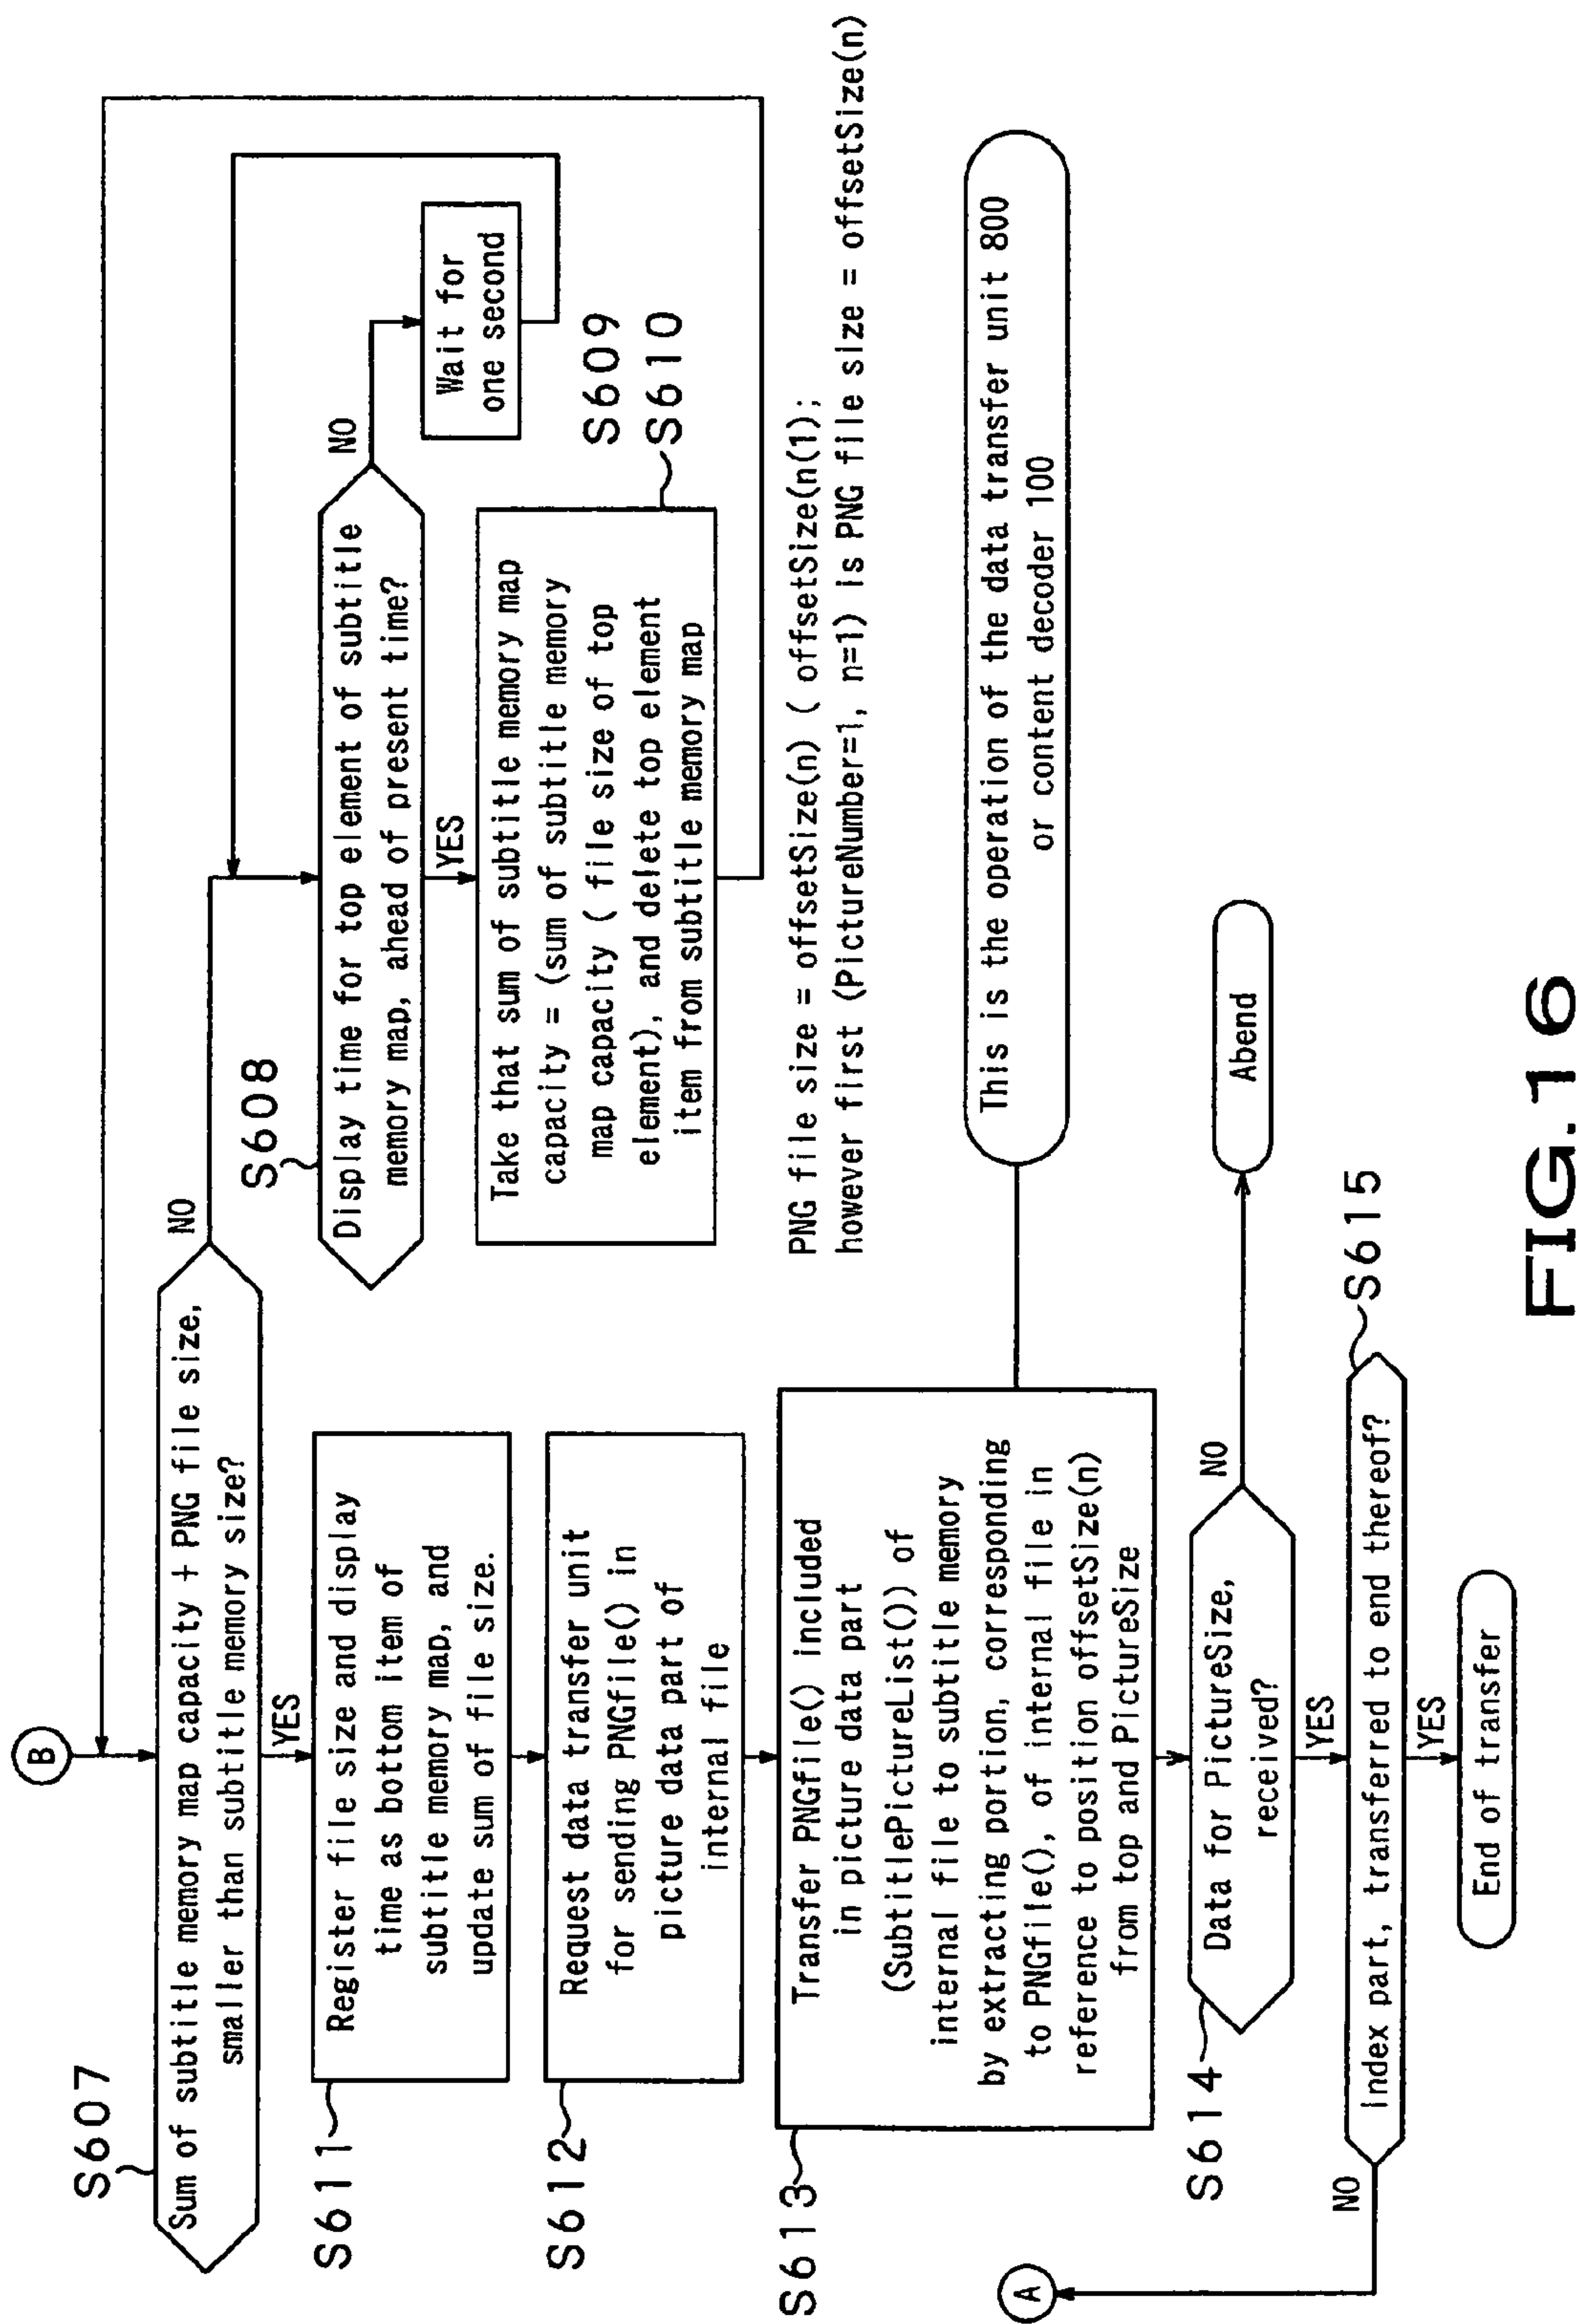 B
S607
Sum of subtitle memory map capacity + PNG file size,
smaller than subtitle memory size?
NO
YES
S608
Display time for top element of subtitle
memory map, ahead of present time?
NO
YES
Wait for
one second
S609
S610
Take that sum of subtitle memory map
capacity = (sum of subtitle memory
map capacity ( file size of top
element), and delete top element
item from subtitle memory map
PNG file size = offsetSize(n) ( offsetSize(n(1);
however first (PictureNumber=1, n=1) is PNG file size = offsetSize(n)
S611
Register file size and display
time as bottom item of
subtitle memory map, and
update sum of file size.
S612
Request data transfer unit
for sending PNGfile() in
picture data part of
internal file
S613
Transfer PNGfile() included
in picture data part
(SubtitlePictureList()) of
internal file to subtitle memory
by extracting portion, corresponding
to PNGfile(), of internal file in
reference to position offsetSize(n)
from top and PictureSize
This is the operation of the data transfer unit 800
or content decoder 100
S614
Data for PictureSize,
received?
NO
Abend
YES
S615
Index part, transferred to end thereof?
NO
A
YES
End of transfer
FIG.16